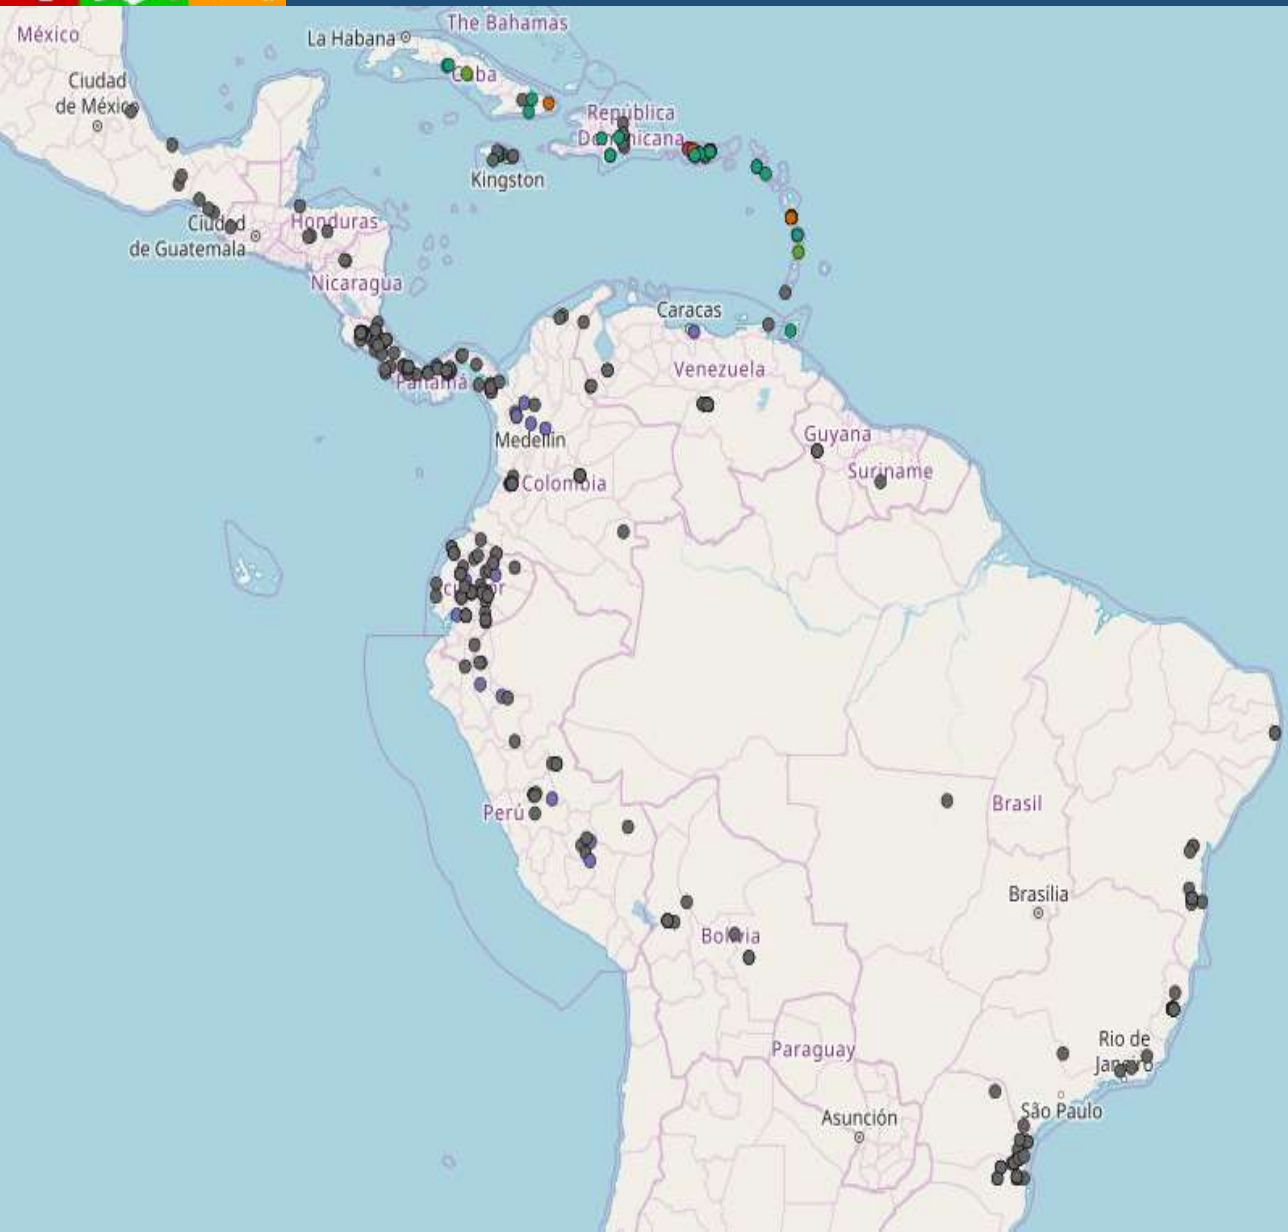 México
The Bahamas
La Habana
Cuba
Ciudad
de México
República
Dominicana
Kingston
Ciudad
de Guatemala
Honduras
Nicaragua
Caracas
Panamá
Venezuela
Medellín
Guyana
Colombia
Suriname
Ecuador
Perú
Brasil
Brasília
Bolivia
Rio de
Janeiro
Paraguay
São Paulo
Asunción